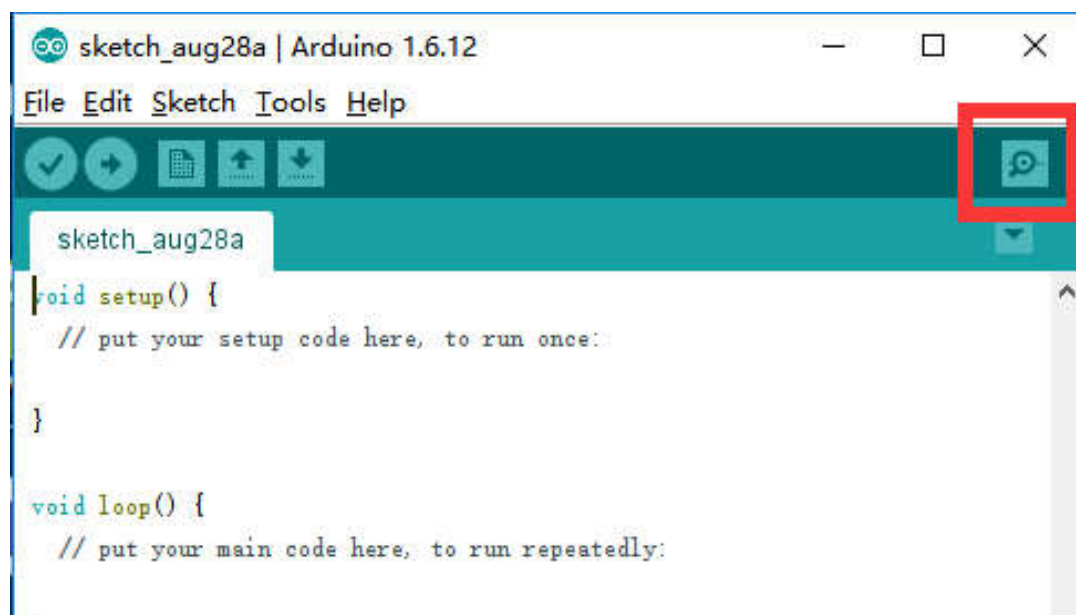 sketch_aug28a | Arduino 1.6.12
File Edit Sketch Tools Help
sketch_aug28a
void setup() {
// put your setup code here, to run once:
}
void loop() {
// put your main code here, to run repeatedly: